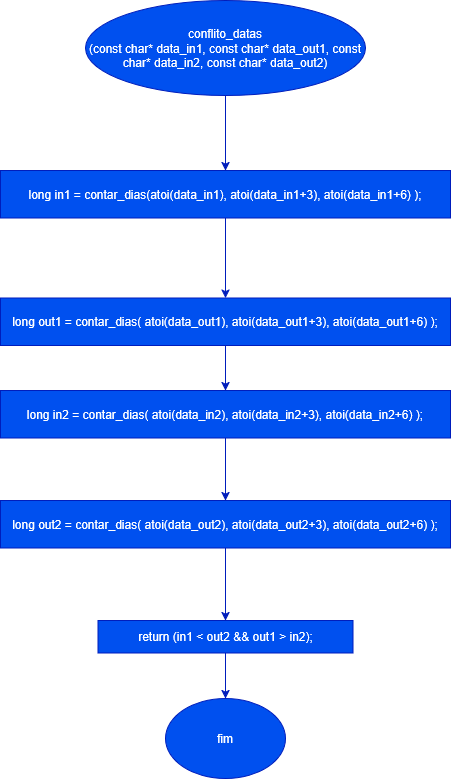 conflito_datas
(const char* data_in1, const char* data_out1, const
char* data_in2, const char* data_out2)
long in1 = contar_dias(atoi(data_in1), atoi(data_in1+3), atoi(data_in1+6) );
long out1 = contar_dias( atoi(data_out1), atoi(data_out1+3), atoi(data_out1+6) );
long in2 = contar_dias( atoi(data_in2), atoi(data_in2+3), atoi(data_in2+6) );
long out2 = contar_dias( atoi(data_out2), atoi(data_out2+3), atoi(data_out2+6) );
return (in1 < out2 && out1 > in2);
fim